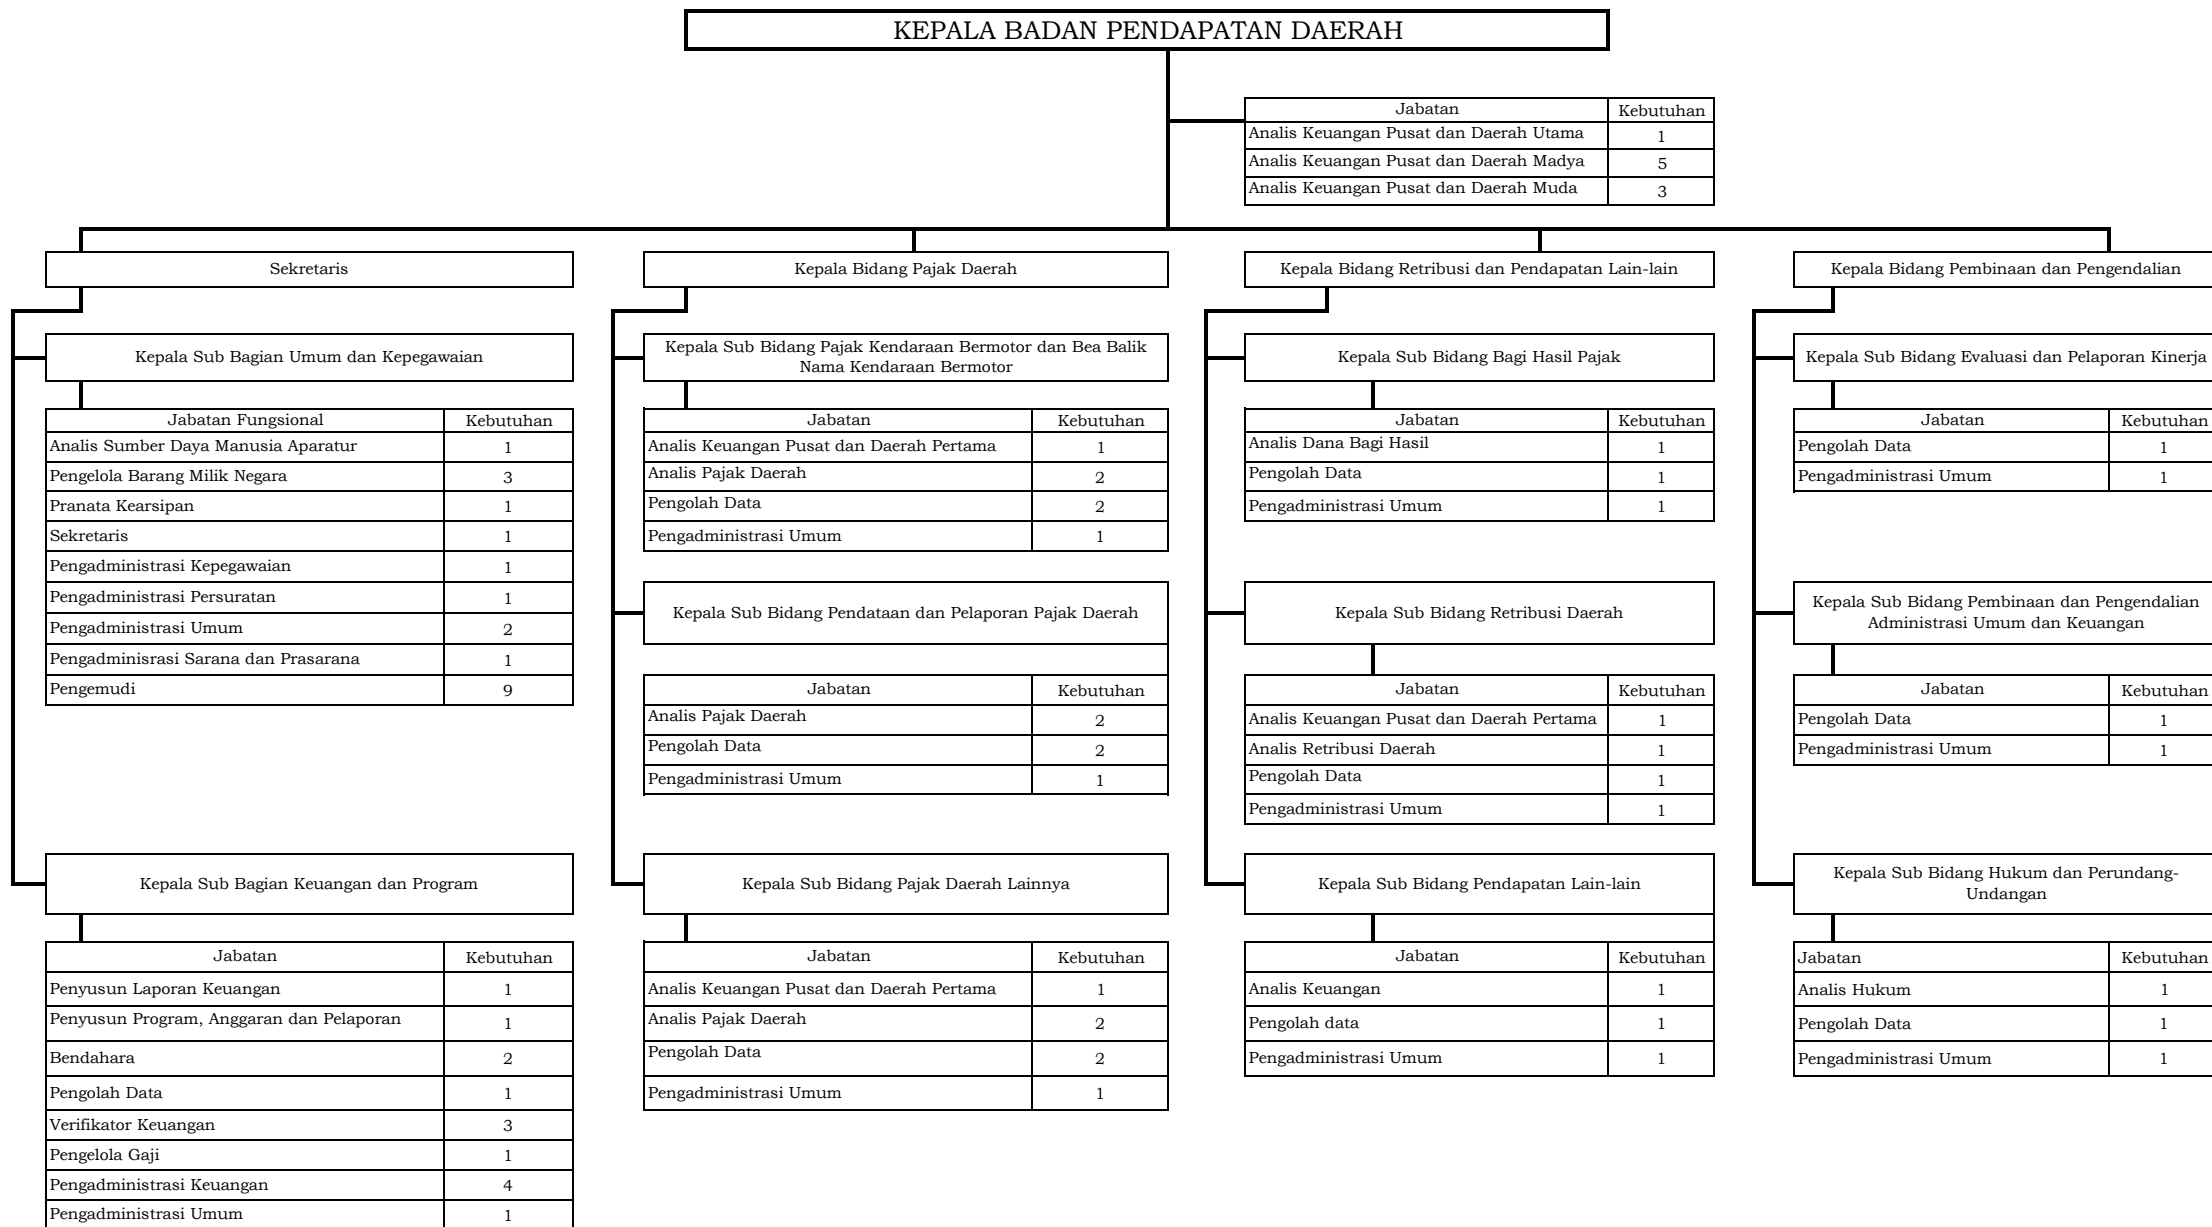 KEPALA BADAN PENDAPATAN DAERAH
Jabatan Kebutuhan
Analis Keuangan Pusat dan Daerah Utama 1
Analis Keuangan Pusat dan Daerah Madya 5
Analis Keuangan Pusat dan Daerah Muda 3
Sekretaris
Kepala Sub Bagian Umum dan Kepegawaian
Jabatan Fungsional Kebutuhan
Analis Sumber Daya Manusia Aparatur 1
Pengelola Barang Milik Negara 3
Pranata Kearsipan 1
Sekretaris 1
Pengadministrasi Kepegawaian 1
Pengadministrasi Persuratan 1
Pengadministrasi Umum 2
Pengadminisrasi Sarana dan Prasarana 1
Pengemudi 9
Kepala Sub Bagian Keuangan dan Program
Jabatan Kebutuhan
Penyusun Laporan Keuangan 1
Penyusun Program, Anggaran dan Pelaporan 1
Bendahara 2
Pengolah Data 1
Verifikator Keuangan 3
Pengelola Gaji 1
Pengadministrasi Keuangan 4
Pengadministrasi Umum 1
Kepala Bidang Pajak Daerah
Kepala Sub Bidang Pajak Kendaraan Bermotor dan Bea Balik
Nama Kendaraan Bermotor
Jabatan Kebutuhan
Analis Keuangan Pusat dan Daerah Pertama 1
Analis Pajak Daerah 2
Pengolah Data 2
Pengadministrasi Umum 1
Kepala Sub Bidang Pendataan dan Pelaporan Pajak Daerah
Jabatan Kebutuhan
Analis Pajak Daerah 2
Pengolah Data 2
Pengadministrasi Umum 1
Kepala Sub Bidang Pajak Daerah Lainnya
Jabatan Kebutuhan
Analis Keuangan Pusat dan Daerah Pertama 1
Analis Pajak Daerah 2
Pengolah Data 2
Pengadministrasi Umum 1
Kepala Bidang Retribusi dan Pendapatan Lain-lain
Kepala Sub Bidang Bagi Hasil Pajak
Jabatan Kebutuhan
Analis Dana Bagi Hasil 1
Pengolah Data 1
Pengadministrasi Umum 1
Kepala Sub Bidang Retribusi Daerah
Jabatan Kebutuhan
Analis Keuangan Pusat dan Daerah Pertama 1
Analis Retribusi Daerah 1
Pengolah Data 1
Pengadministrasi Umum 1
Kepala Sub Bidang Pendapatan Lain-lain
Jabatan Kebutuhan
Analis Keuangan 1
Pengolah data 1
Pengadministrasi Umum 1
Kepala Bidang Pembinaan dan Pengendalian
Kepala Sub Bidang Evaluasi dan Pelaporan Kinerja
Jabatan Kebutuhan
Pengolah Data 1
Pengadministrasi Umum 1
Kepala Sub Bidang Pembinaan dan Pengendalian
Administrasi Umum dan Keuangan
Jabatan Kebutuhan
Pengolah Data 1
Pengadministrasi Umum 1
Kepala Sub Bidang Hukum dan Perundang-
Undangan
Jabatan Kebutuhan
Analis Hukum 1
Pengolah Data 1
Pengadministrasi Umum 1